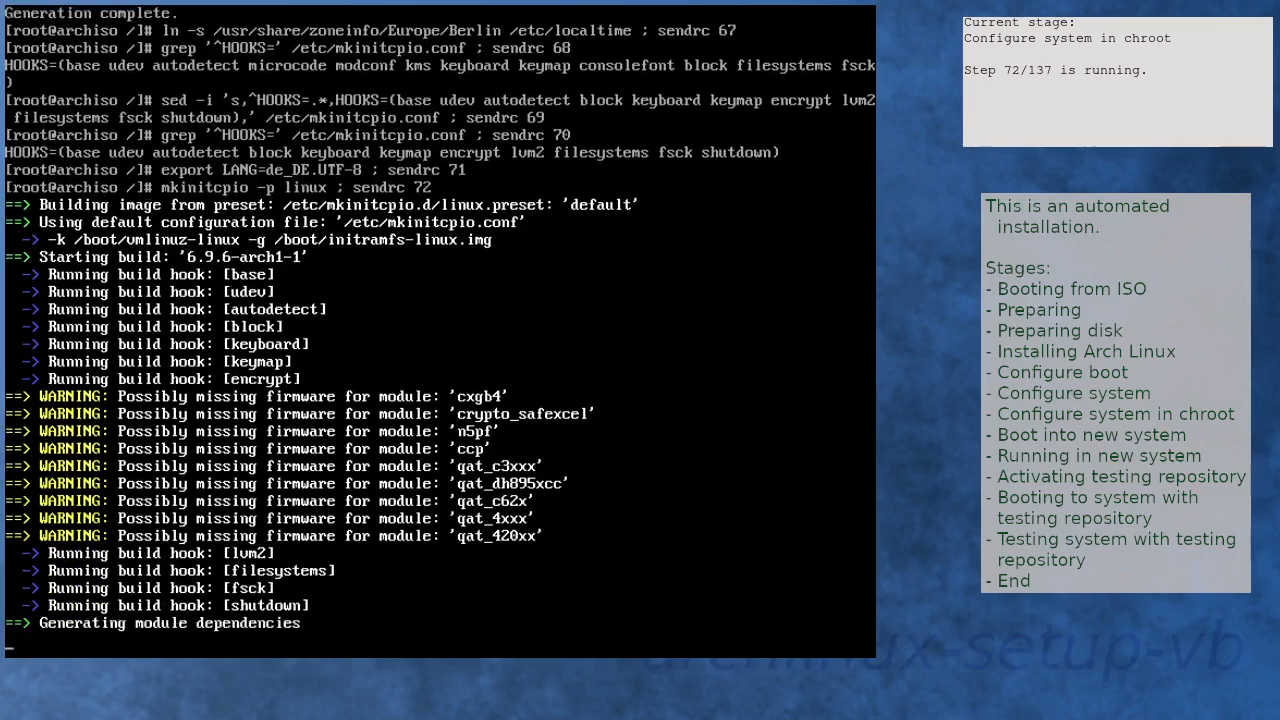 Generation complete.
[root@archiso /]# ln -s /usr/share/zoneinfo/Europe/Berlin /etc/localtime ; sendrc 67
[root@archiso /]# grep '^HOOKS=' /etc/mkinitcpio.conf ; sendrc 68
HOOKS=(base udev autodetect microcode modconf kms keyboard keymap consolefont block filesystems fsck
)
[root@archiso /]# sed -i 's,^HOOKS=.*,HOOKS=(base udev autodetect block keyboard keymap encrypt lvm2
 filesystems fsck shutdown),' /etc/mkinitcpio.conf ; sendrc 69
[root@archiso /]# grep '^HOOKS=' /etc/mkinitcpio.conf ; sendrc 70
HOOKS=(base udev autodetect block keyboard keymap encrypt lvm2 filesystems fsck shutdown)
[root@archiso /]# export LANG=de_DE.UTF-8 ; sendrc 71
[root@archiso /]# mkinitcpio -p linux ; sendrc 72
==> Building image from preset: /etc/mkinitcpio.d/linux.preset: 'default'
==> Using default configuration file: '/etc/mkinitcpio.conf'
  -> -k /boot/vmlinuz-linux -g /boot/initramfs-linux.img
==> Starting build: '6.9.6-arch1-1'
  -> Running build hook: [base]
  -> Running build hook: [udev]
  -> Running build hook: [autodetect]
  -> Running build hook: [block]
  -> Running build hook: [keyboard]
  -> Running build hook: [keymap]
  -> Running build hook: [encrypt]
==> WARNING: Possibly missing firmware for module: 'cxgb4'
==> WARNING: Possibly missing firmware for module: 'crypto_safexcel'
==> WARNING: Possibly missing firmware for module: 'n5pf'
==> WARNING: Possibly missing firmware for module: 'ccp'
==> WARNING: Possibly missing firmware for module: 'qat_c3xxx'
==> WARNING: Possibly missing firmware for module: 'qat_dh895xcc'
==> WARNING: Possibly missing firmware for module: 'qat_c62x'
==> WARNING: Possibly missing firmware for module: 'qat_4xxx'
==> WARNING: Possibly missing firmware for module: 'qat_420xx'
  -> Running build hook: [lvm2]
  -> Running build hook: [filesystems]
  -> Running build hook: [fsck]
  -> Running build hook: [shutdown]
==> Generating module dependencies
Current stage:
Configure system in chroot
Step 72/137 is running.
This is an automated
installation.
Stages:
- Booting from ISO
- Preparing
- Preparing disk
- Installing Arch Linux
- Configure boot
- Configure system
- Configure system in chroot
- Boot into new system
- Running in new system
- Activating testing repository
- Booting to system with
testing repository
- Testing system with testing
repository
- End
archlinux-setup-vb